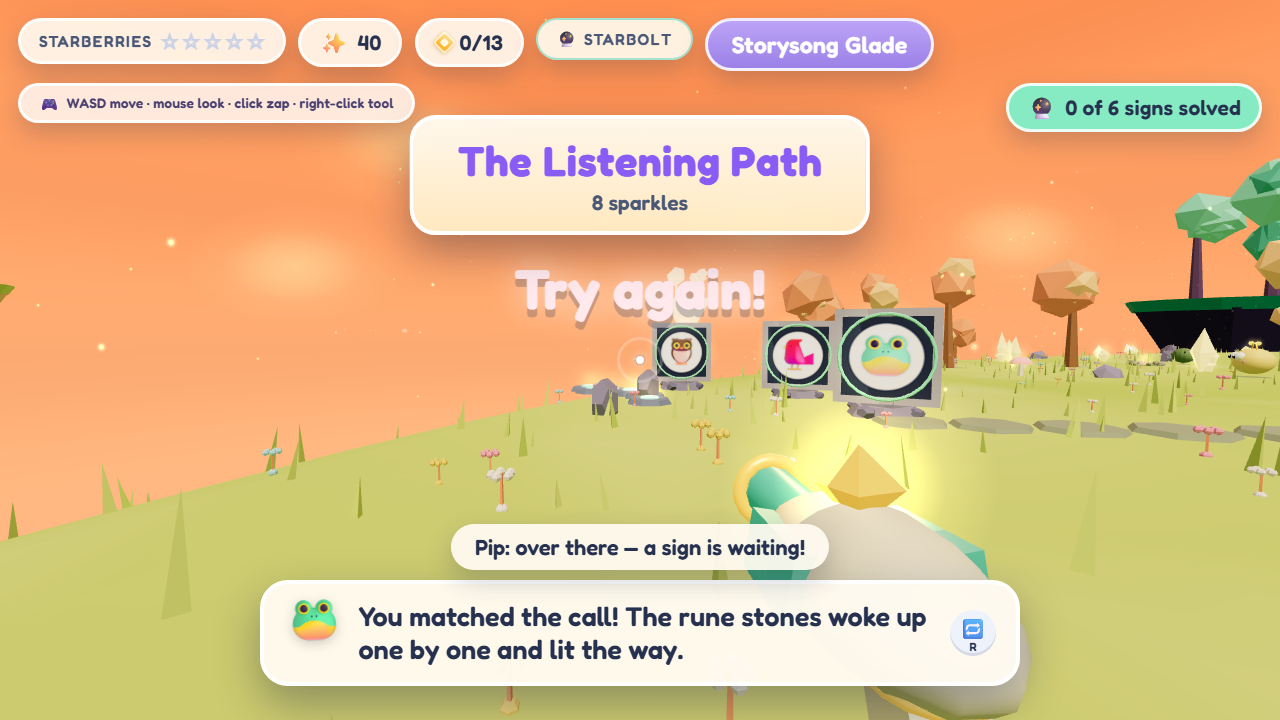 STARBERRIES
40
0/13
STARBOLT
Storysong Glade
WASD move · mouse look · click zap · right-click tool
0 of 6 signs solved
The Listening Path
8 sparkles
Try again!
Pip: over there — a sign is waiting!
You matched the call! The rune stones woke up
one by one and lit the way.
R